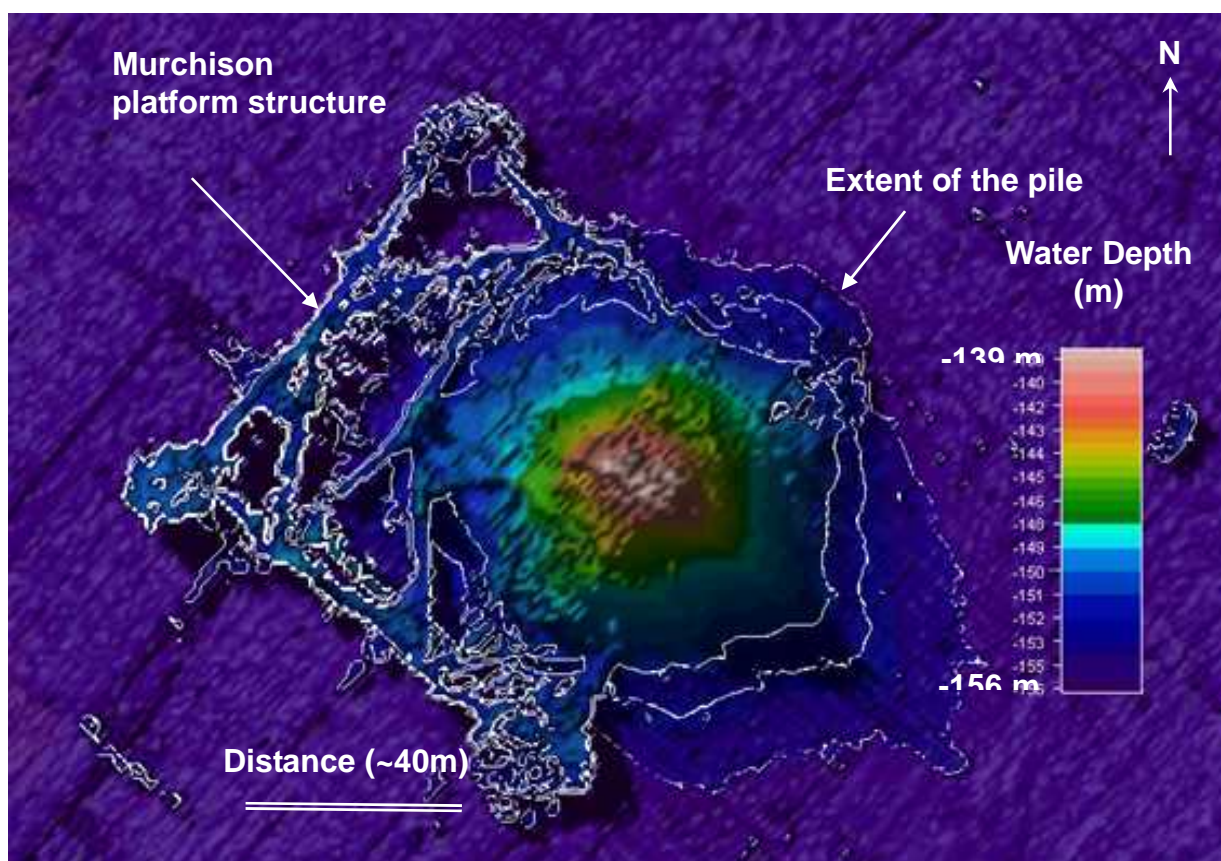 Murchison
platform structure
N
Extent of the pile
Water Depth
(m)
-139 m
-140
-142
-143
-144
-145
-146
-148
-149
-150
-151
-152
-153
-155
-156 m
Distance (~40m)